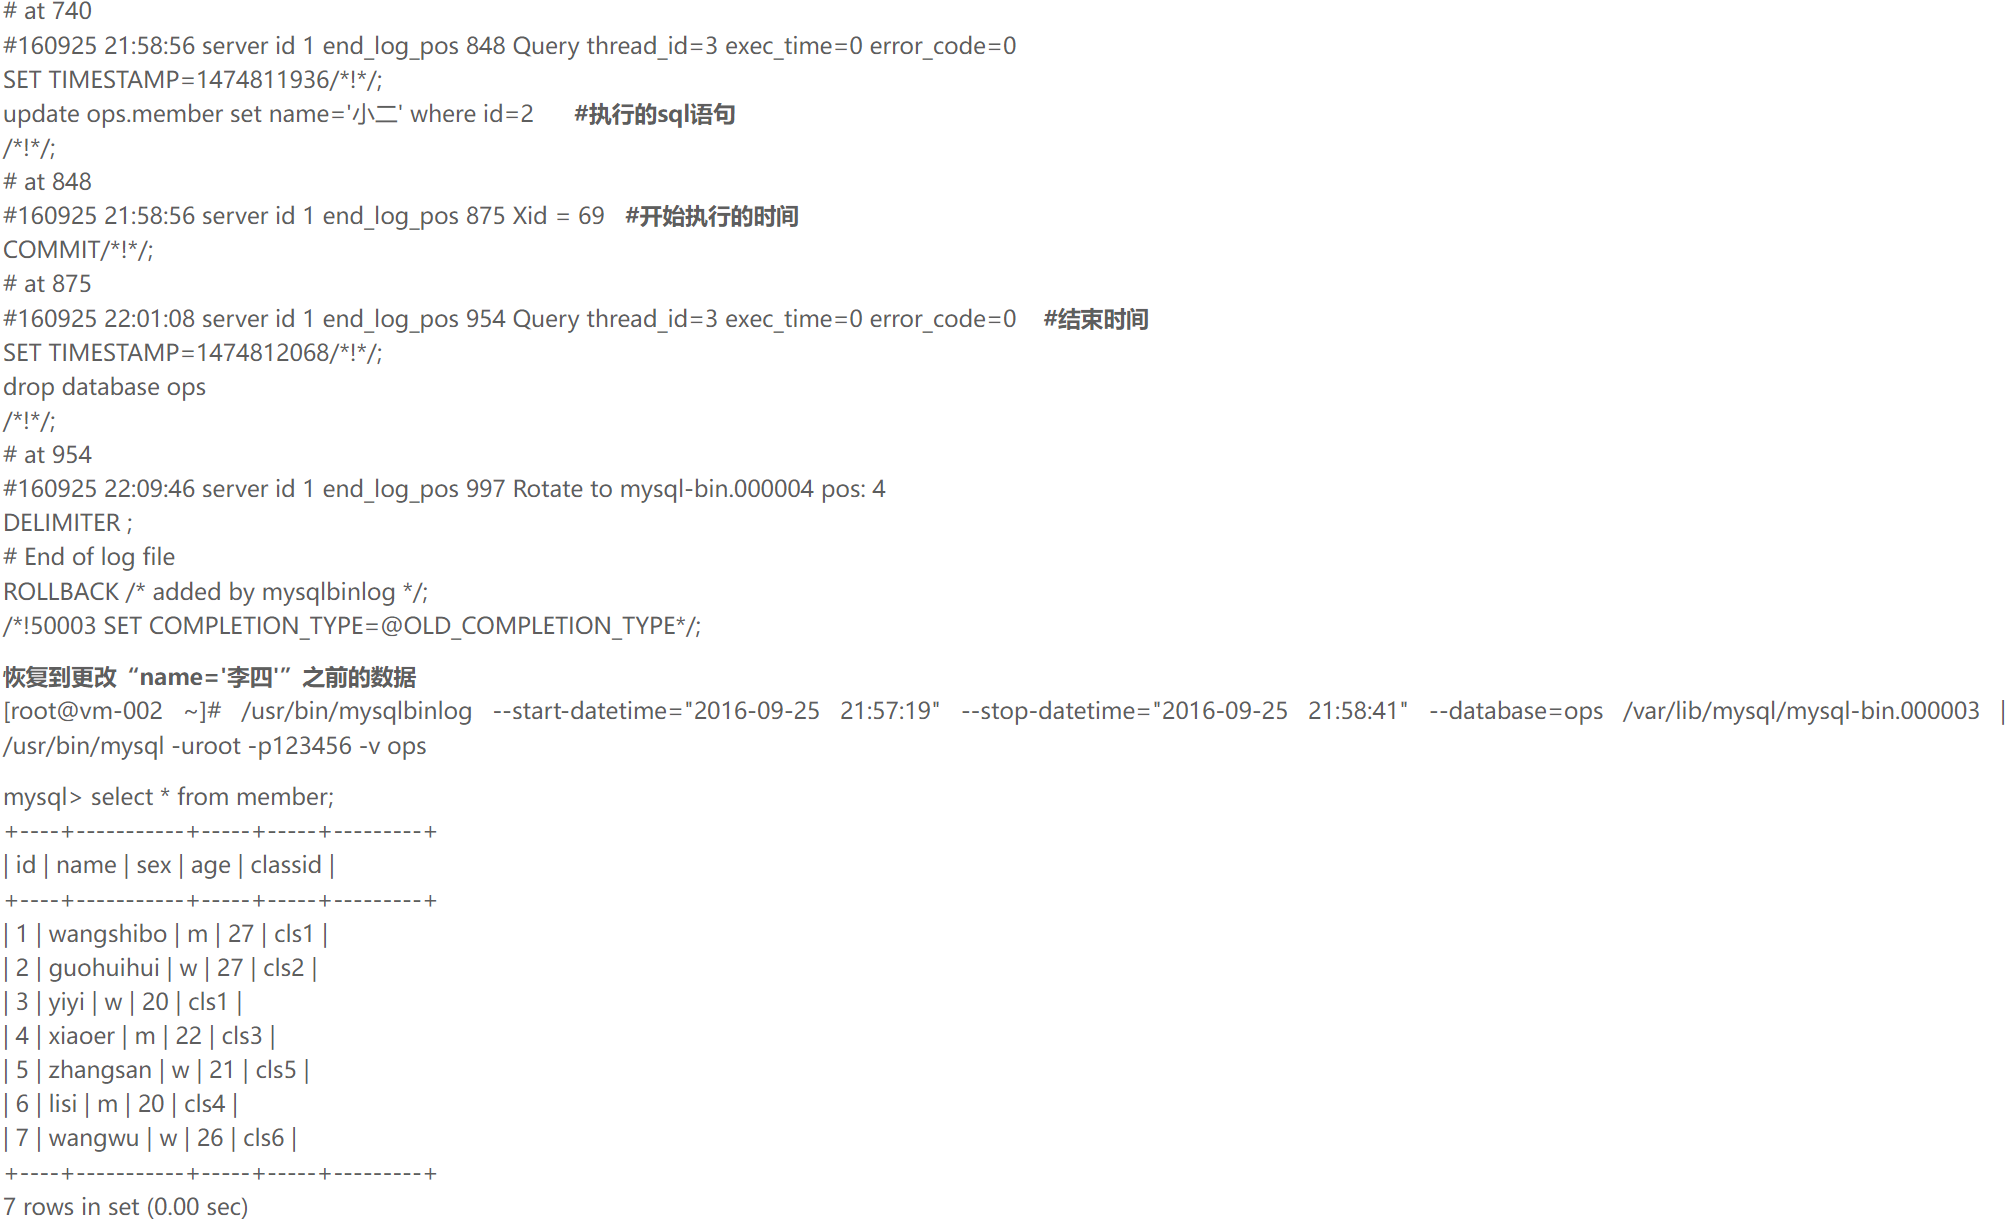 # at 740
#160925 21:58:56 server id 1 end_log_pos 848 Query thread_id=3 exec_time=0 error_code=0
SET TIMESTAMP=1474811936/*!*/;
update ops.member set name='小二' where id=2 #执行的sql语句
/*!*/;
# at 848
#160925 21:58:56 server id 1 end_log_pos 875 Xid = 69 #开始执行的时间
COMMIT/*!*/;
# at 875
#160925 22:01:08 server id 1 end_log_pos 954 Query thread_id=3 exec_time=0 error_code=0 #结束时间
SET TIMESTAMP=1474812068/*!*/;
drop database ops
/*!*/;
# at 954
#160925 22:09:46 server id 1 end_log_pos 997 Rotate to mysql-bin.000004 pos: 4
DELIMITER ;
# End of log file
ROLLBACK /* added by mysqlbinlog */;
/*!50003 SET COMPLETION_TYPE=@OLD_COMPLETION_TYPE*/;
恢复到更改“name='李四'”之前的数据
[root@vm-002 ~]# /usr/bin/mysqlbinlog --start-datetime="2016-09-25 21:57:19" --stop-datetime="2016-09-25 21:58:41" --database=ops /var/lib/mysql/mysql-bin.000003 |
/usr/bin/mysql -uroot -p123456 -v ops
mysql> select * from member;
+----+-----------+-----+-----+---------+
| id | name | sex | age | classid |
+----+-----------+-----+-----+---------+
| 1 | wangshibo | m | 27 | cls1 |
| 2 | guohuihui | w | 27 | cls2 |
| 3 | yiyi | w | 20 | cls1 |
| 4 | xiaoer | m | 22 | cls3 |
| 5 | zhangsan | w | 21 | cls5 |
| 6 | lisi | m | 20 | cls4 |
| 7 | wangwu | w | 26 | cls6 |
+----+-----------+-----+-----+---------+
7 rows in set (0.00 sec)